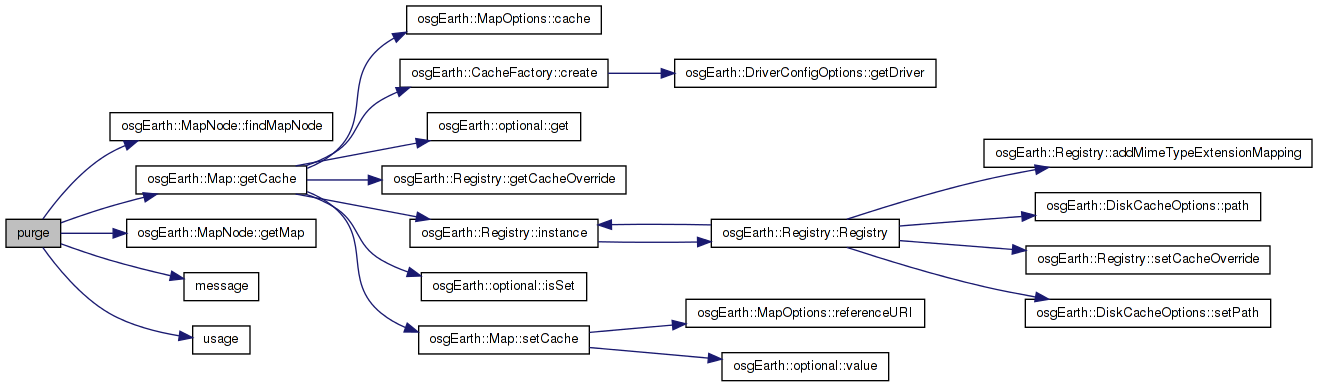 osgEarth::MapOptions::cache
osgEarth::CacheFactory::create
osgEarth::DriverConfigOptions::getDriver
osgEarth::MapNode::findMapNode
osgEarth::optional::get
osgEarth::Registry::addMimeTypeExtensionMapping
osgEarth::Map::getCache
osgEarth::Registry::getCacheOverride
osgEarth::DiskCacheOptions::path
purge
osgEarth::MapNode::getMap
osgEarth::Registry::instance
osgEarth::Registry::Registry
osgEarth::Registry::setCacheOverride
message
osgEarth::optional::isSet
osgEarth::DiskCacheOptions::setPath
osgEarth::MapOptions::referenceURI
usage
osgEarth::Map::setCache
osgEarth::optional::value